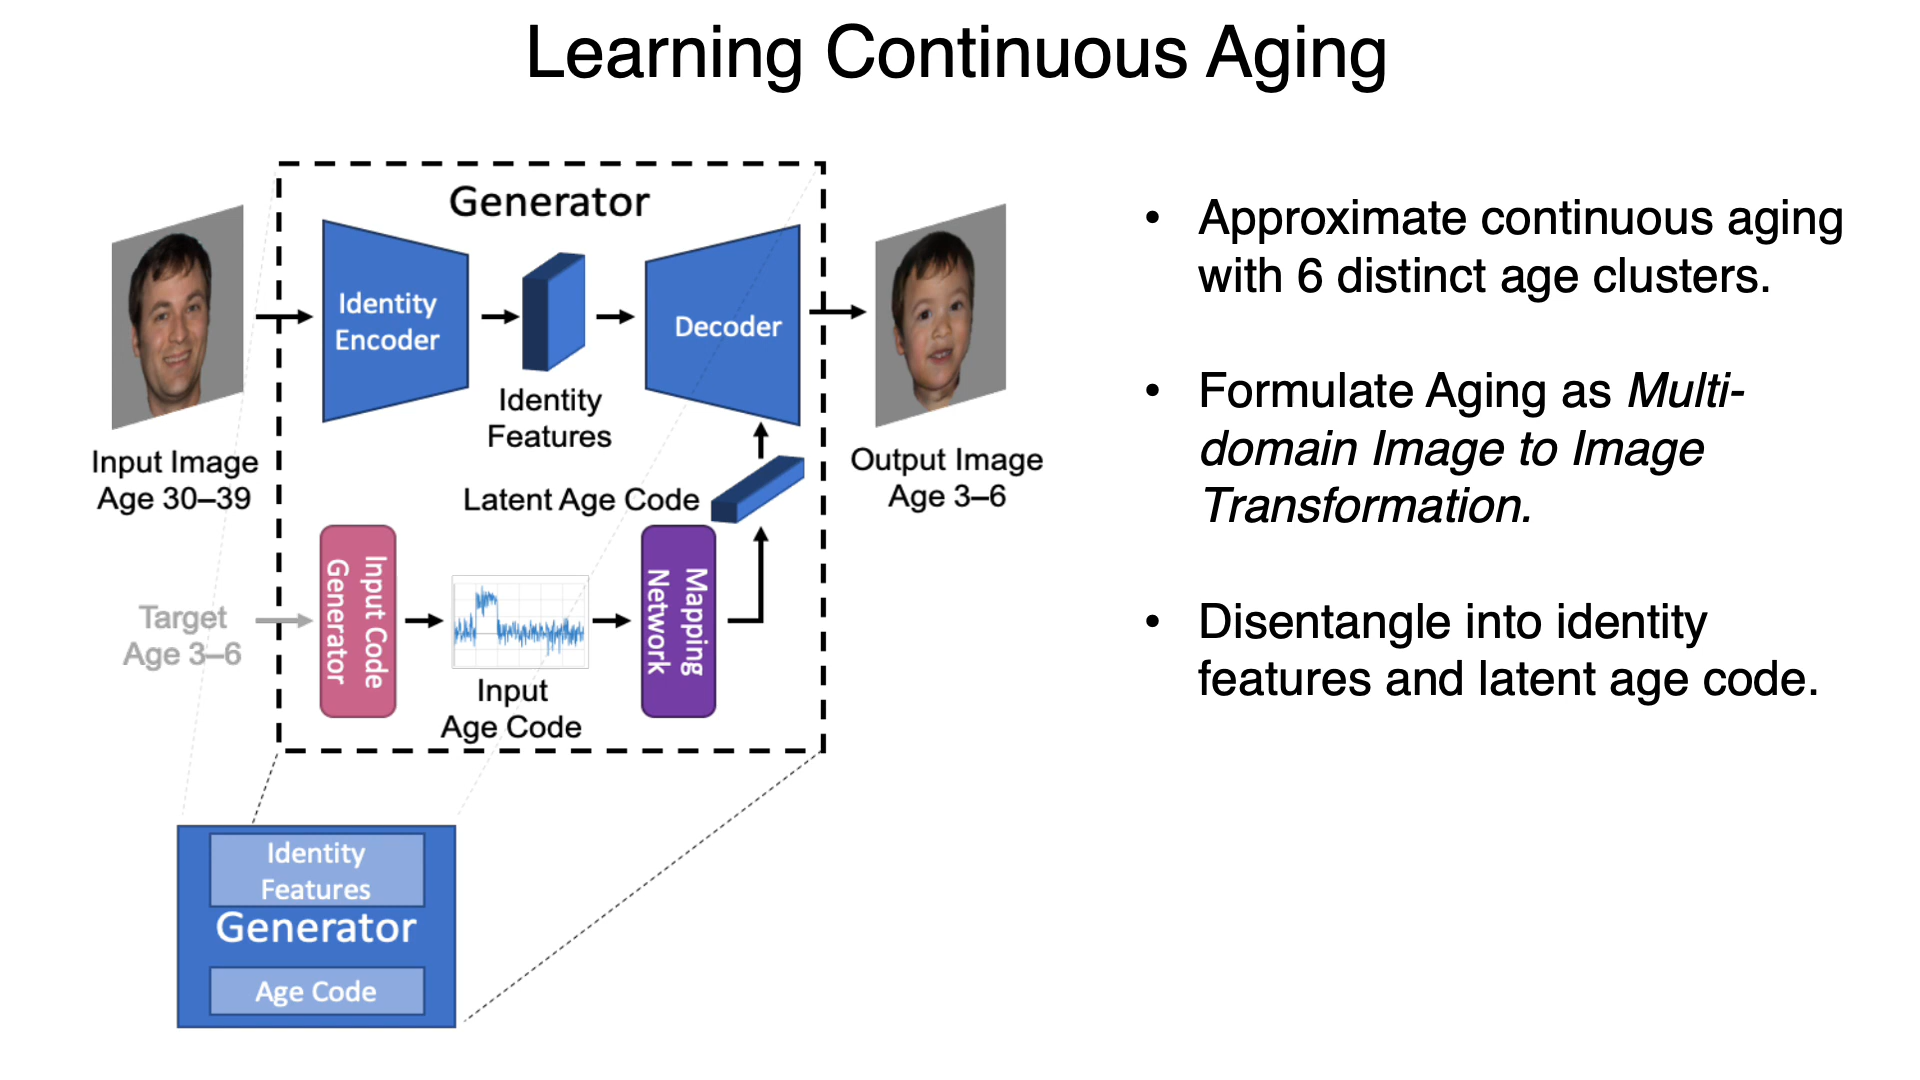 Learning Continuous Aging
Generator
Identity
Encoder
Identity
Features
Decoder
Input Image
Age 30–39
Output Image
Age 3–6
Latent Age Code
Target
Age 3–6
Input Code
Generator
Input
Age Code
Mapping
Network
Identity
Features
Generator
Age Code
• Approximate continuous aging
with 6 distinct age clusters.
• Formulate Aging as Multi-
domain Image to Image
Transformation.
• Disentangle into identity
features and latent age code.